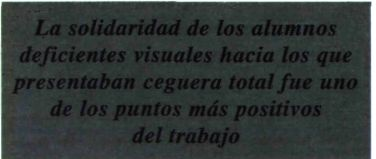 La solidaridad de los alumnos
deficientes visuales hacia los que
presentaban ceguera total fue uno
de los puntos más positivos
del trabajo